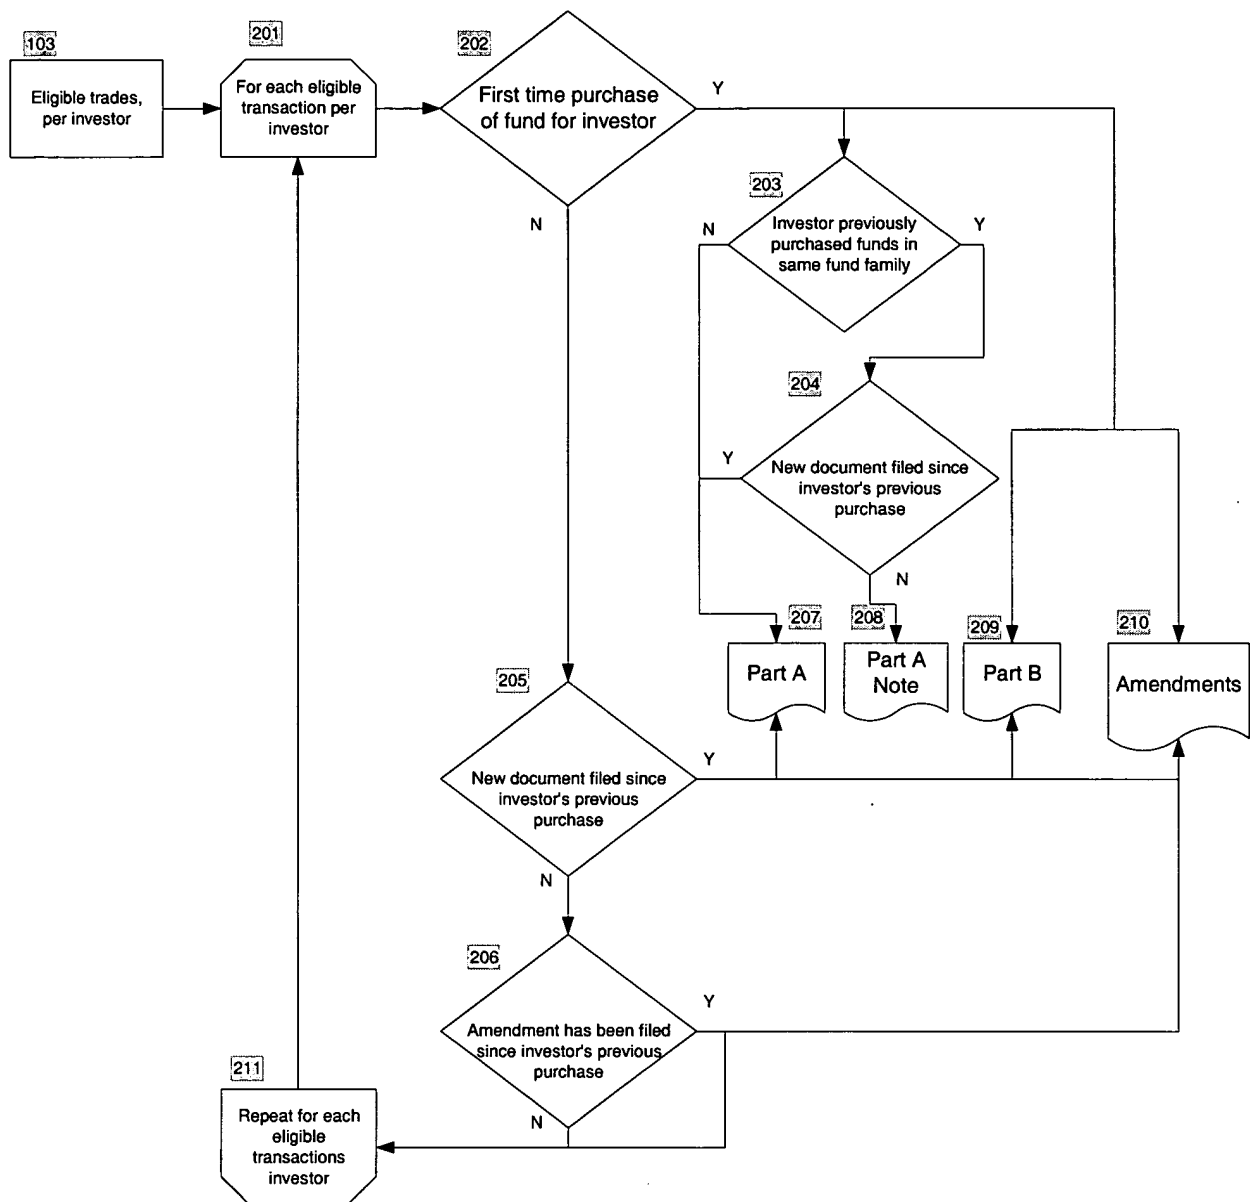 103
Eligible trades,
per investor
201
For each eligible
transaction per
investor
202
First time purchase
of fund for investor
Y
N
203
Investor previously
purchased funds in
same fund family
N
Y
204
New document filed since
investor's previous
purchase
Y
N
207
Part A
208
Part A
Note
209
Part B
210
Amendments
205
New document filed since
investor's previous
purchase
Y
N
206
Amendment has been filed
since investor's previous
purchase
Y
N
211
Repeat for each
eligible
transactions
investor